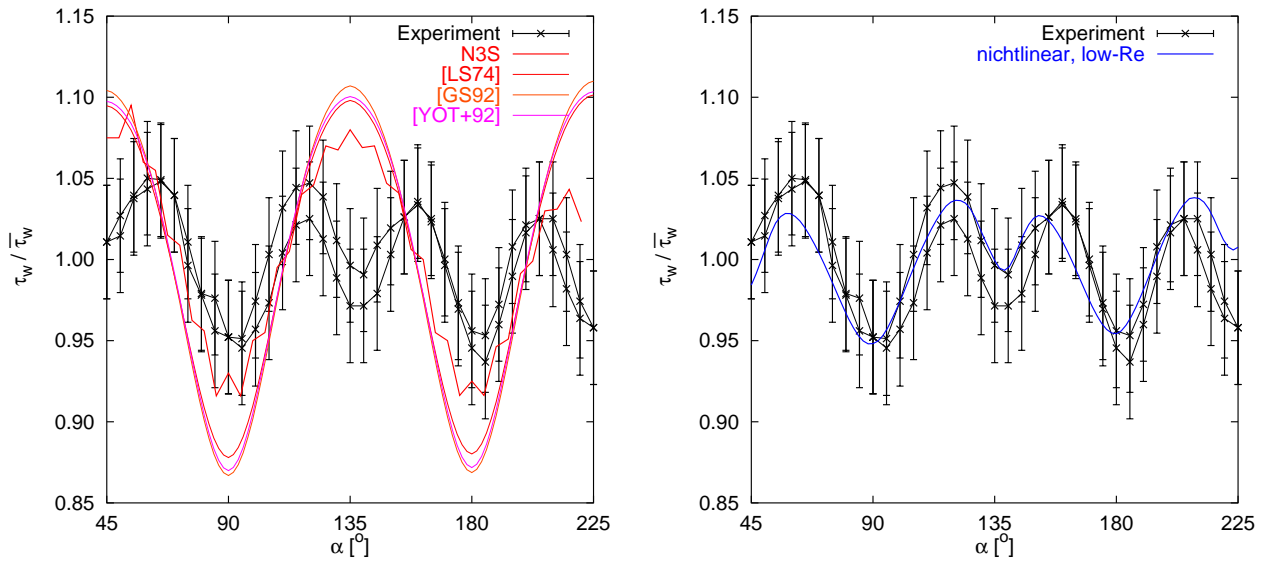 1.15
1.10
1.05
1.00
0.95
0.90
0.85
τw / τw
45
90
135
180
225
α [o]
Experiment
N3S
[LS74]
[GS92]
[YOT+92]
1.15
1.10
1.05
1.00
0.95
0.90
0.85
τw / τw
45
90
135
180
225
α [o]
Experiment
nichtlinear, low-Re